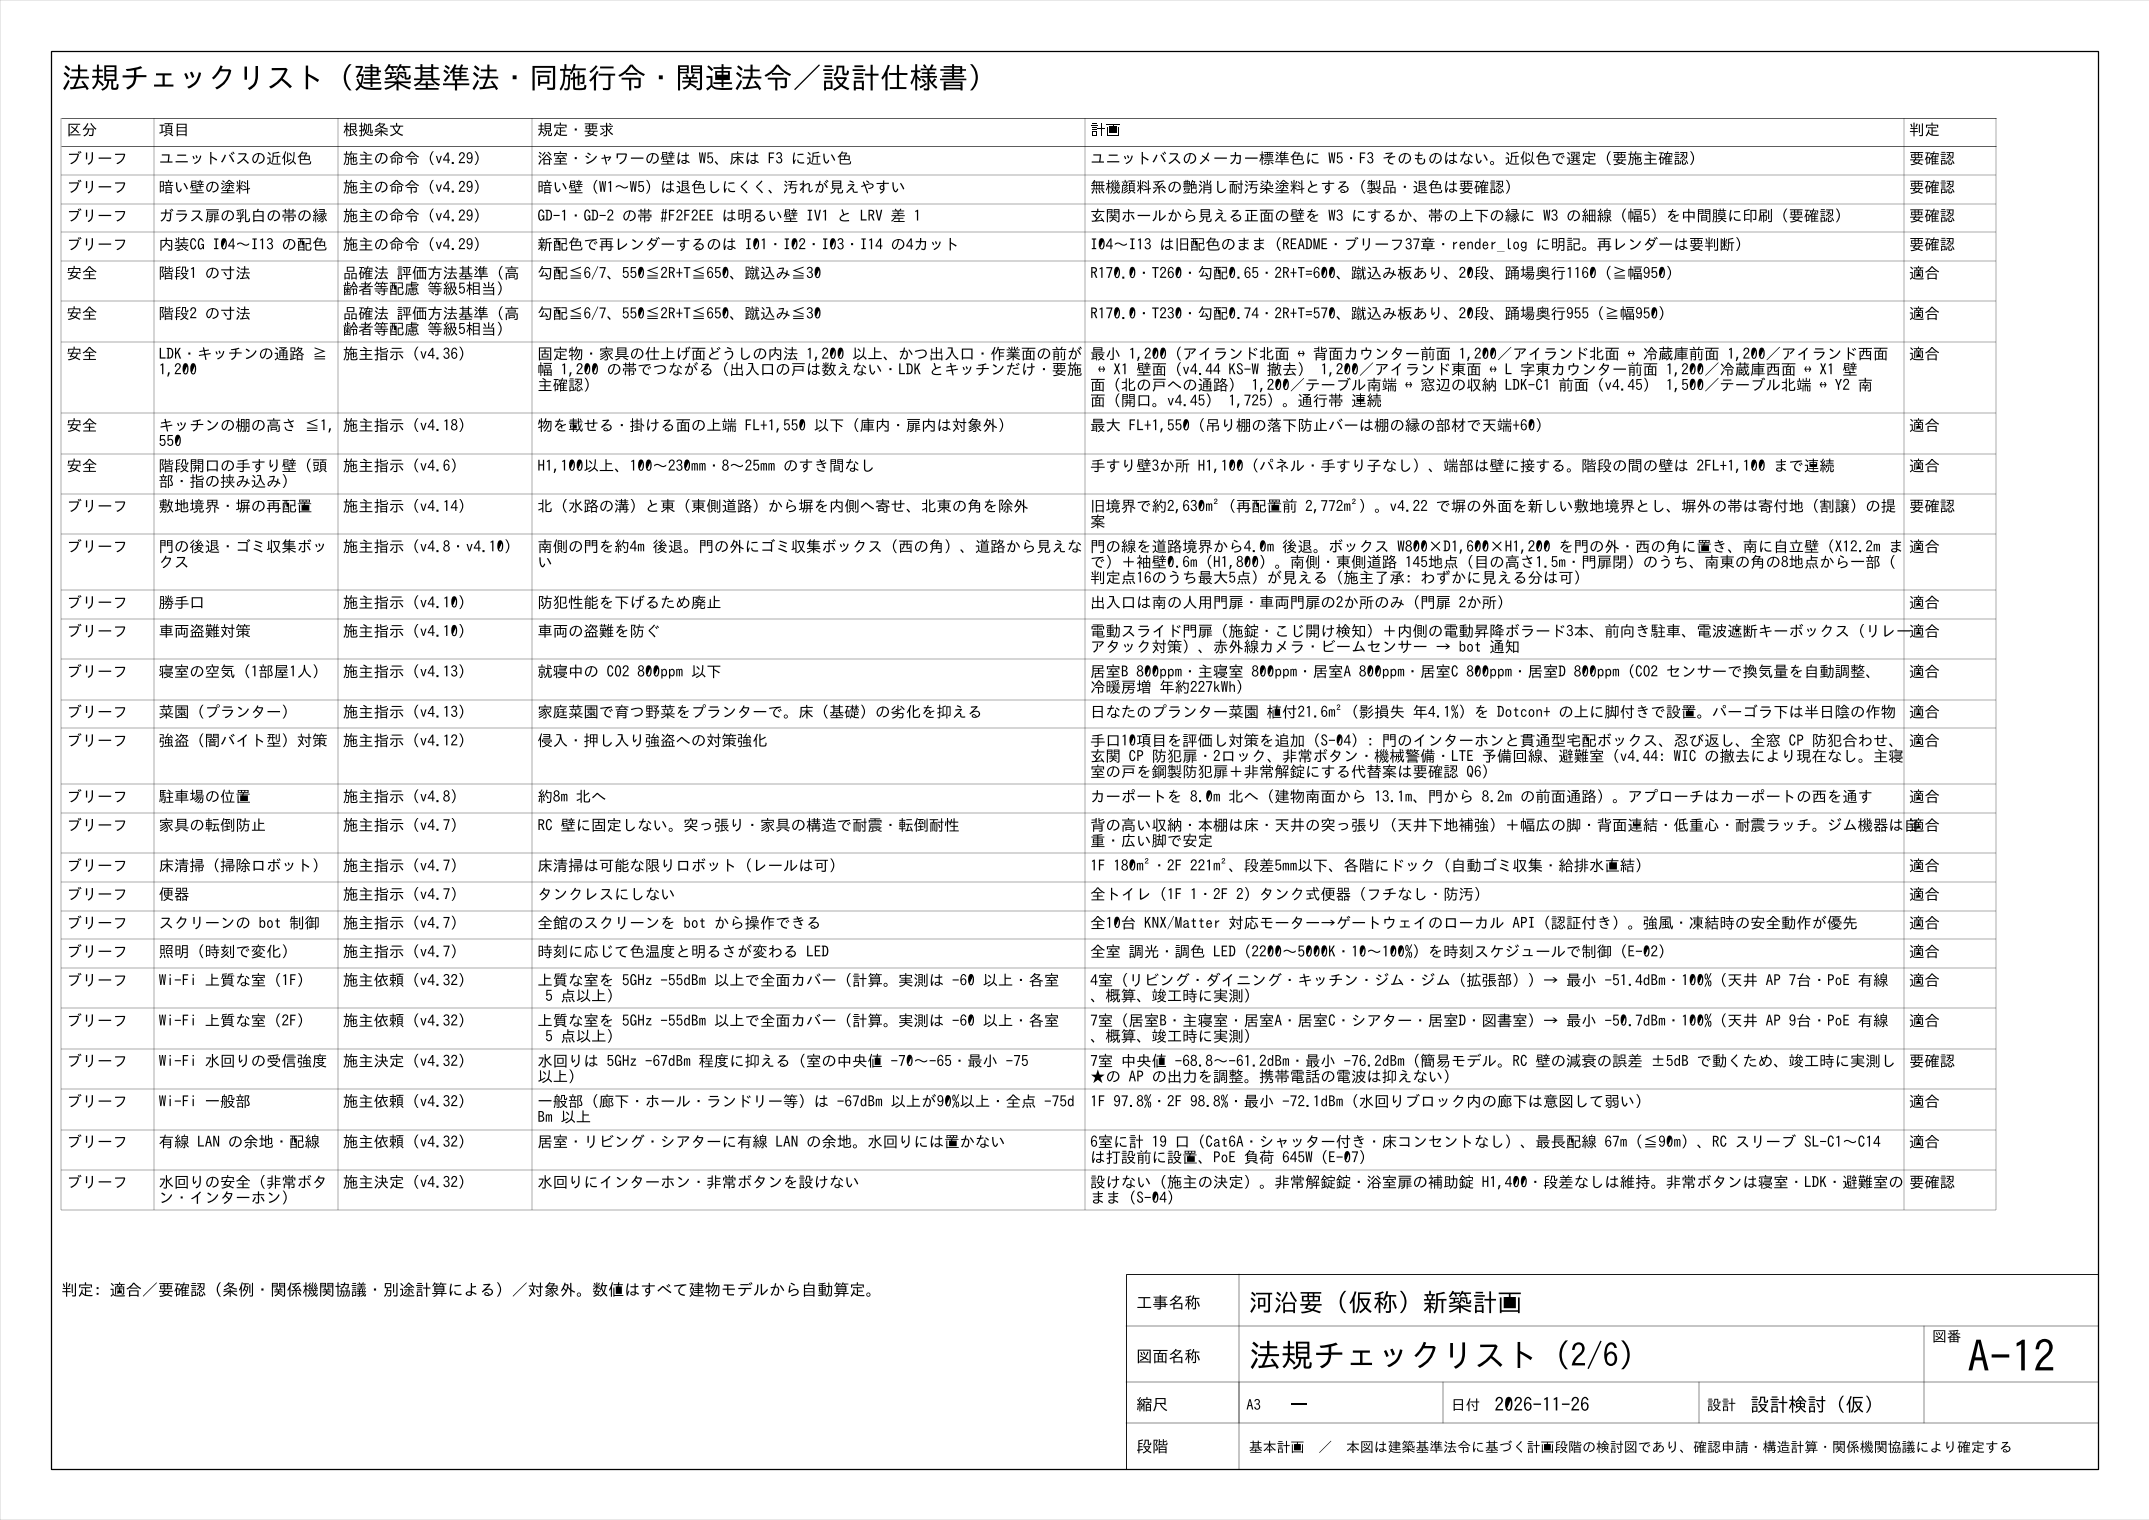 法規チェックリスト（建築基準法・同施行令・関連法令／設計仕様書）
区分 項目 根拠条文 規定・要求 計画 判定
ブリーフ ユニットバスの近似色 施主の命令（v4.29） 浴室・シャワーの壁は W5、床は F3 に近い色 ユニットバスのメーカー標準色に W5・F3 そのものはない。近似色で選定（要施主確認） 要確認
ブリーフ 暗い壁の塗料 施主の命令（v4.29） 暗い壁（W1～W5）は退色しにくく、汚れが見えやすい 無機顔料系の艶消し耐汚染塗料とする（製品・退色は要確認） 要確認
ブリーフ ガラス扉の乳白の帯の縁 施主の命令（v4.29） GD-1・GD-2 の帯 #F2F2EE は明るい壁 IV1 と LRV 差 1 玄関ホールから見える正面の壁を W3 にするか、帯の上下の縁に W3 の細線（幅5）を中間膜に印刷（要確認） 要確認
ブリーフ 内装CG I04～I13 の配色 施主の命令（v4.29） 新配色で再レンダーするのは I01・I02・I03・I14 の4カット I04～I13 は旧配色のまま（README・ブリーフ37章・render_log に明記。再レンダーは要判断） 要確認
安全 階段1 の寸法 品確法 評価方法基準（高 勾配≦6/7、550≦2R+T≦650、蹴込み≦30 R170.0・T260・勾配0.65・2R+T=600、蹴込み板あり、20段、踊場奥行1160（≧幅950） 適合
齢者等配慮 等級5相当）
安全 階段2 の寸法 品確法 評価方法基準（高 勾配≦6/7、550≦2R+T≦650、蹴込み≦30 R170.0・T230・勾配0.74・2R+T=570、蹴込み板あり、20段、踊場奥行955（≧幅950） 適合
齢者等配慮 等級5相当）
安全 LDK・キッチンの通路 ≧ 施主指示（v4.36） 固定物・家具の仕上げ面どうしの内法 1,200 以上、かつ出入口・作業面の前が 最小 1,200（アイランド北面 ⇔ 背面カウンター前面 1,200／アイランド北面 ⇔ 冷蔵庫前面 1,200／アイランド西面 適合
1,200 幅 1,200 の帯でつながる（出入口の戸は数えない・LDK とキッチンだけ・要施 ⇔ X1 壁面（v4.44 KS-W 撤去） 1,200／アイランド東面 ⇔ L 字東カウンター前面 1,200／冷蔵庫西面 ⇔ X1 壁
主確認） 面（北の戸への通路） 1,200／テーブル南端 ⇔ 窓辺の収納 LDK-C1 前面（v4.45） 1,500／テーブル北端 ⇔ Y2 南
面（開口。v4.45） 1,725）。通行帯 連続
安全 キッチンの棚の高さ ≦1, 施主指示（v4.18） 物を載せる・掛ける面の上端 FL+1,550 以下（庫内・扉内は対象外） 最大 FL+1,550（吊り棚の落下防止バーは棚の縁の部材で天端+60） 適合
550
安全 階段開口の手すり壁（頭 施主指示（v4.6） H1,100以上、100～230mm・8～25mm のすき間なし 手すり壁3か所 H1,100（パネル・手すり子なし）、端部は壁に接する。階段の間の壁は 2FL+1,100 まで連続 適合
部・指の挟み込み）
ブリーフ 敷地境界・塀の再配置 施主指示（v4.14） 北（水路の溝）と東（東側道路）から塀を内側へ寄せ、北東の角を除外 旧境界で約2,630m²（再配置前 2,772m²）。v4.22 で塀の外面を新しい敷地境界とし、塀外の帯は寄付地（割譲）の提 要確認
案
ブリーフ 門の後退・ゴミ収集ボッ 施主指示（v4.8・v4.10） 南側の門を約4m 後退。門の外にゴミ収集ボックス（西の角）、道路から見えな 門の線を道路境界から4.0m 後退。ボックス W800×D1,600×H1,200 を門の外・西の角に置き、南に自立壁（X12.2m ま 適合
クス い で）＋袖壁0.6m（H1,800）。南側・東側道路 145地点（目の高さ1.5m・門扉閉）のうち、南東の角の8地点から一部（
判定点16のうち最大5点）が見える（施主了承: わずかに見える分は可）
ブリーフ 勝手口 施主指示（v4.10） 防犯性能を下げるため廃止 出入口は南の人用門扉・車両門扉の2か所のみ（門扉 2か所） 適合
ブリーフ 車両盗難対策 施主指示（v4.10） 車両の盗難を防ぐ 電動スライド門扉（施錠・こじ開け検知）＋内側の電動昇降ボラード3本、前向き駐車、電波遮断キーボックス（リレー 適合
アタック対策）、赤外線カメラ・ビームセンサー → bot 通知
ブリーフ 寝室の空気（1部屋1人） 施主指示（v4.13） 就寝中の CO2 800ppm 以下 居室B 800ppm・主寝室 800ppm・居室A 800ppm・居室C 800ppm・居室D 800ppm（CO2 センサーで換気量を自動調整、 適合
冷暖房増 年約227kWh）
ブリーフ 菜園（プランター） 施主指示（v4.13） 家庭菜園で育つ野菜をプランターで。床（基礎）の劣化を抑える 日なたのプランター菜園 植付21.6m²（影損失 年4.1%）を Dotcon+ の上に脚付きで設置。パーゴラ下は半日陰の作物 適合
ブリーフ 強盗（闇バイト型）対策 施主指示（v4.12） 侵入・押し入り強盗への対策強化 手口10項目を評価し対策を追加（S-04）: 門のインターホンと貫通型宅配ボックス、忍び返し、全窓 CP 防犯合わせ、 適合
玄関 CP 防犯扉・2ロック、非常ボタン・機械警備・LTE 予備回線、避難室（v4.44: WIC の撤去により現在なし。主寝
室の戸を鋼製防犯扉＋非常解錠にする代替案は要確認 Q6）
ブリーフ 駐車場の位置 施主指示（v4.8） 約8m 北へ カーポートを 8.0m 北へ（建物南面から 13.1m、門から 8.2m の前面通路）。アプローチはカーポートの西を通す 適合
ブリーフ 家具の転倒防止 施主指示（v4.7） RC 壁に固定しない。突っ張り・家具の構造で耐震・転倒耐性 背の高い収納・本棚は床・天井の突っ張り（天井下地補強）＋幅広の脚・背面連結・低重心・耐震ラッチ。ジム機器は自 適合
重・広い脚で安定
ブリーフ 床清掃（掃除ロボット） 施主指示（v4.7） 床清掃は可能な限りロボット（レールは可） 1F 180m²・2F 221m²、段差5mm以下、各階にドック（自動ゴミ収集・給排水直結） 適合
ブリーフ 便器 施主指示（v4.7） タンクレスにしない 全トイレ（1F 1・2F 2）タンク式便器（フチなし・防汚） 適合
ブリーフ スクリーンの bot 制御 施主指示（v4.7） 全館のスクリーンを bot から操作できる 全10台 KNX/Matter 対応モーター→ゲートウェイのローカル API（認証付き）。強風・凍結時の安全動作が優先 適合
ブリーフ 照明（時刻で変化） 施主指示（v4.7） 時刻に応じて色温度と明るさが変わる LED 全室 調光・調色 LED（2200～5000K・10～100%）を時刻スケジュールで制御（E-02） 適合
ブリーフ Wi-Fi 上質な室（1F） 施主依頼（v4.32） 上質な室を 5GHz -55dBm 以上で全面カバー（計算。実測は -60 以上・各室 4室（リビング・ダイニング・キッチン・ジム・ジム（拡張部））→ 最小 -51.4dBm・100%（天井 AP 7台・PoE 有線 適合
5 点以上） 、概算、竣工時に実測）
ブリーフ Wi-Fi 上質な室（2F） 施主依頼（v4.32） 上質な室を 5GHz -55dBm 以上で全面カバー（計算。実測は -60 以上・各室 7室（居室B・主寝室・居室A・居室C・シアター・居室D・図書室）→ 最小 -50.7dBm・100%（天井 AP 9台・PoE 有線 適合
5 点以上） 、概算、竣工時に実測）
ブリーフ Wi-Fi 水回りの受信強度 施主決定（v4.32） 水回りは 5GHz -67dBm 程度に抑える（室の中央値 -70～-65・最小 -75 7室 中央値 -68.8～-61.2dBm・最小 -76.2dBm（簡易モデル。RC 壁の減衰の誤差 ±5dB で動くため、竣工時に実測し 要確認
以上） ★の AP の出力を調整。携帯電話の電波は抑えない）
ブリーフ Wi-Fi 一般部 施主依頼（v4.32） 一般部（廊下・ホール・ランドリー等）は -67dBm 以上が90%以上・全点 -75d 1F 97.8%・2F 98.8%・最小 -72.1dBm（水回りブロック内の廊下は意図して弱い） 適合
Bm 以上
ブリーフ 有線 LAN の余地・配線 施主依頼（v4.32） 居室・リビング・シアターに有線 LAN の余地。水回りには置かない 6室に計 19 口（Cat6A・シャッター付き・床コンセントなし）、最長配線 67m（≦90m）、RC スリーブ SL-C1～C14 適合
は打設前に設置、PoE 負荷 645W（E-07）
ブリーフ 水回りの安全（非常ボタ 施主決定（v4.32） 水回りにインターホン・非常ボタンを設けない 設けない（施主の決定）。非常解錠錠・浴室扉の補助錠 H1,400・段差なしは維持。非常ボタンは寝室・LDK・避難室の 要確認
ン・インターホン） まま（S-04）
判定: 適合／要確認（条例・関係機関協議・別途計算による）／対象外。数値はすべて建物モデルから自動算定。
工事名称 河沿要（仮称）新築計画
図面名称 法規チェックリスト（2/6） 図番 A-12
縮尺 A3 ― 日付 2026-11-26 設計 設計検討（仮）
段階 基本計画 ／ 本図は建築基準法令に基づく計画段階の検討図であり、確認申請・構造計算・関係機関協議により確定する